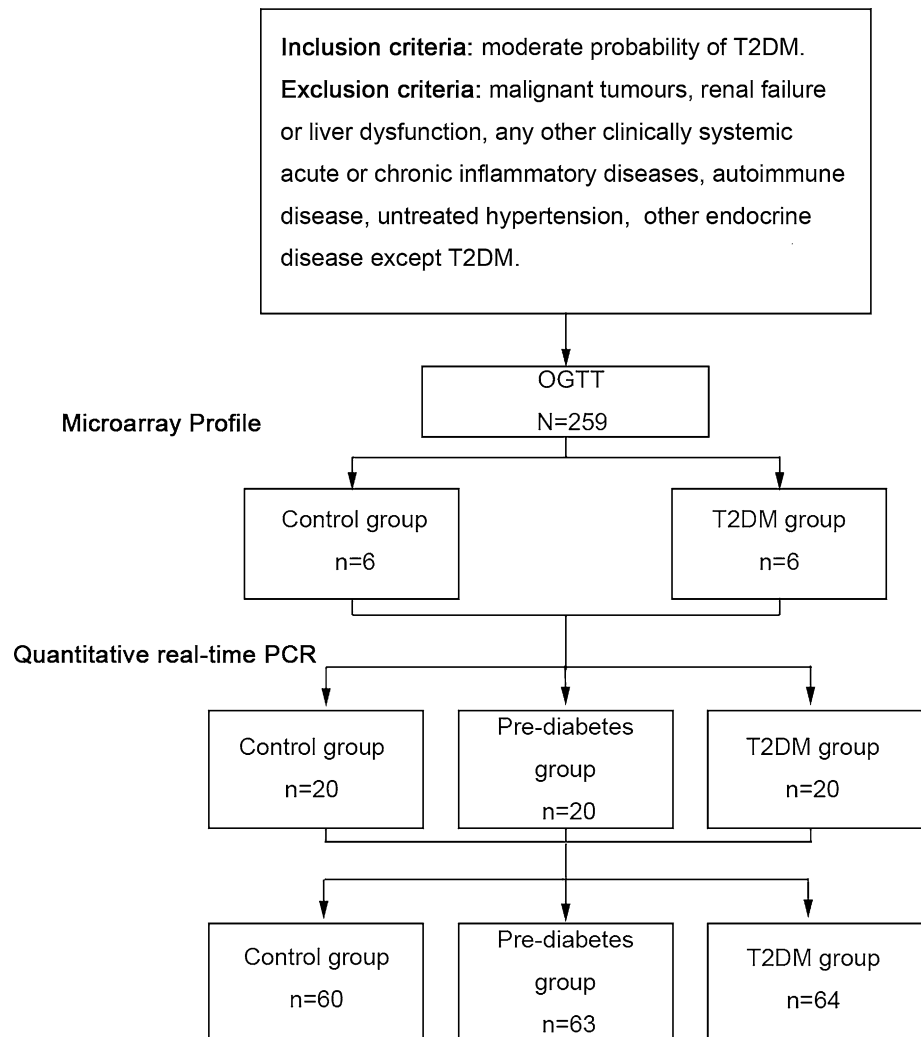 Inclusion criteria: moderate probability of T2DM.
Exclusion criteria: malignant tumours, renal failure
or liver dysfunction, any other clinically systemic
acute or chronic inflammatory diseases, autoimmune
disease, untreated hypertension, other endocrine
disease except T2DM.
OGTT
N=259
Microarray Profile
Control group
n=6
T2DM group
n=6
Quantitative real-time PCR
Control group
n=20
Pre-diabetes
group
n=20
T2DM group
n=20
Control group
n=60
Pre-diabetes
group
n=63
T2DM group
n=64